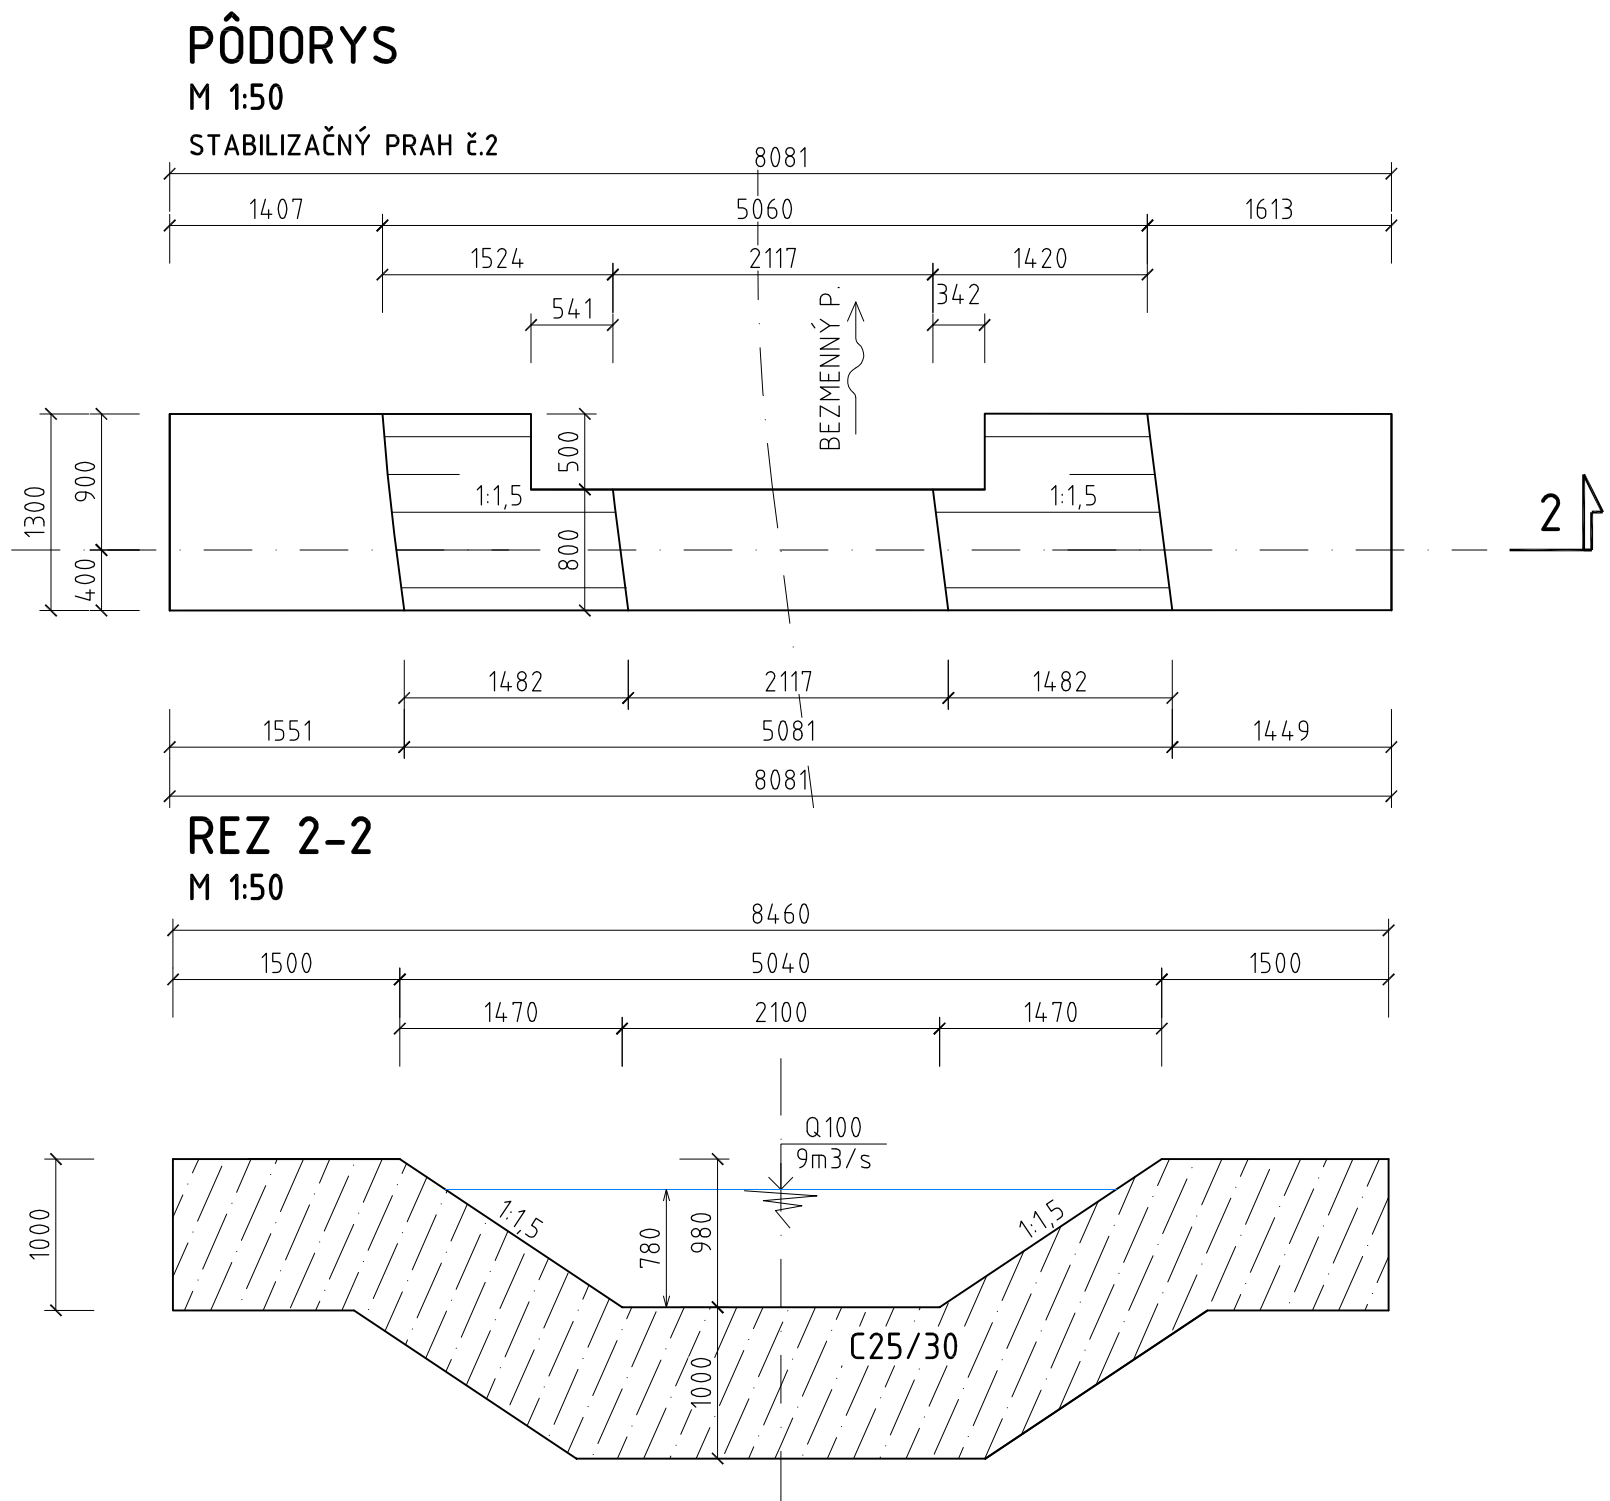 PÔDORYS
M 1:50
STABILIZAČNÝ PRAH č.2
8081
1407 5060 1613
1524 2117 1420
541 342
BEZMENNÝ P.
1300 900 400
500 800
1:1,5 1:1,5
2
1482 2117 1482
1551 5081 1449
8081
REZ 2-2
M 1:50
8460
1500 5040 1500
1470 2100 1470
Q100
9m3/s
1:1,5 1:1,5
1000 780 980
C25/30
1000